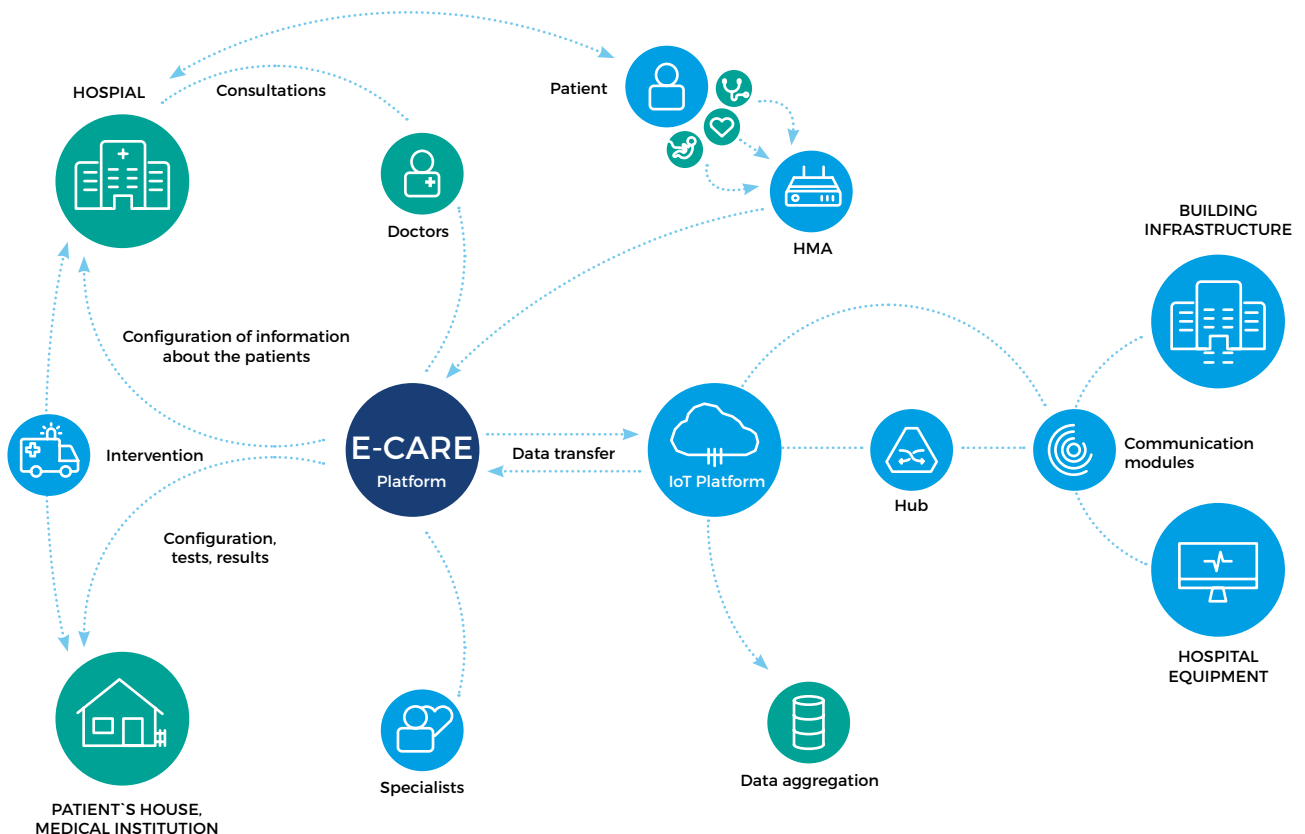 HOSPIAL
Consultations
Patient
Doctors
HMA
BUILDING
INFRASTRUCTURE
Configuration of information
about the patients
E-CARE
Platform
Data transfer
IoT Platform
Hub
Communication
modules
Intervention
Configuration,
tests, results
HOSPITAL
EQUIPMENT
Specialists
Data aggregation
PATIENT`S HOUSE,
MEDICAL INSTITUTION